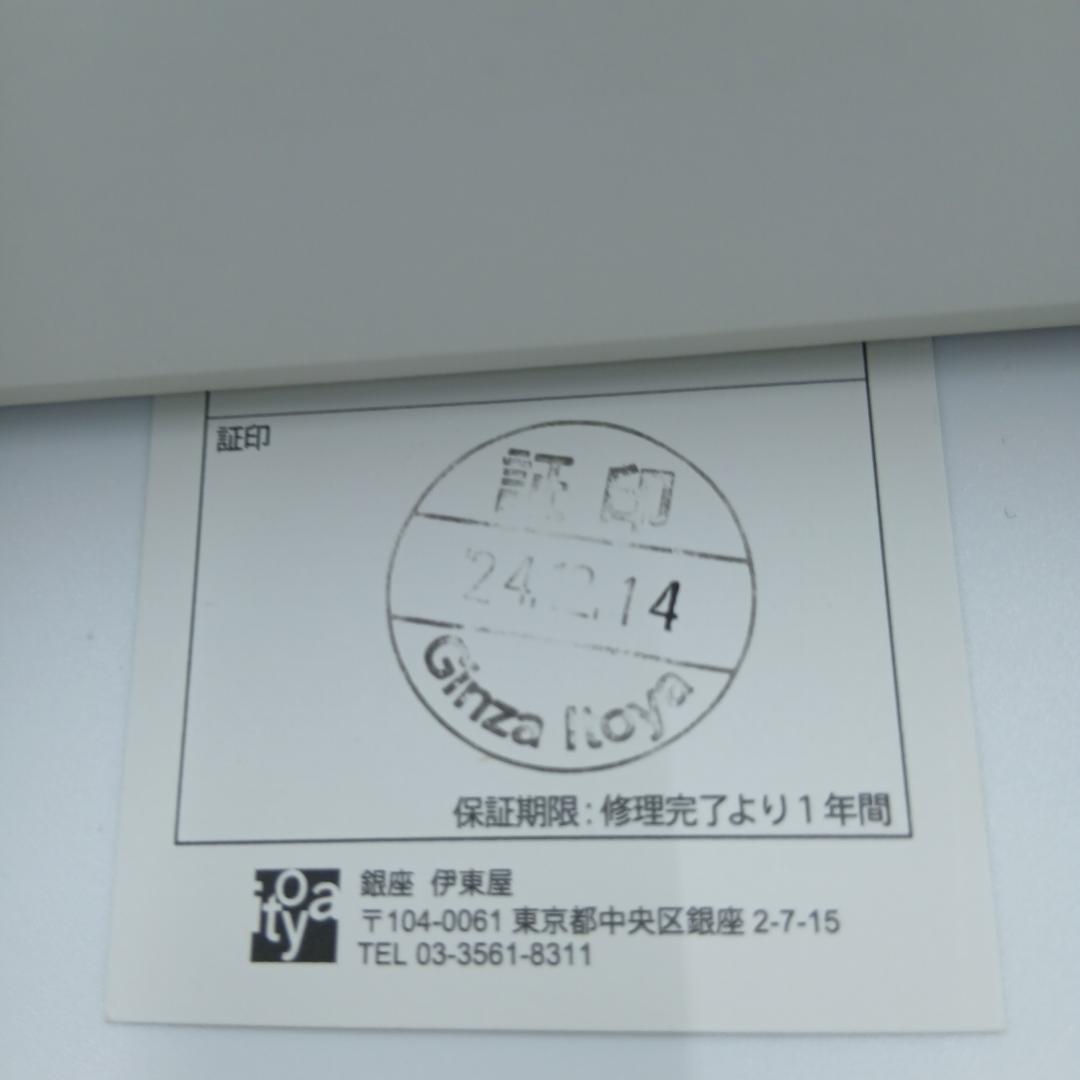 証印
証印
'24.12.14
Ginza Itoya
保証期限:修理完了より1年間
itoya
銀座 伊東屋
〒104-0061 東京都中央区銀座 2-7-15
TEL 03-3561-8311